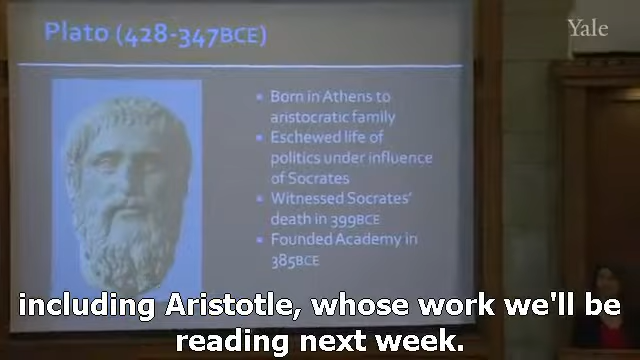 Plato (428-347BCE)
Yale
Born in Athens to
aristocratic family
Eschewed life of
politics under influence
of Socrates
Witnessed Socrates'
death in 399BCE
Founded Academy in
385BCE
including Aristotle, whose work we'll be
reading next week.